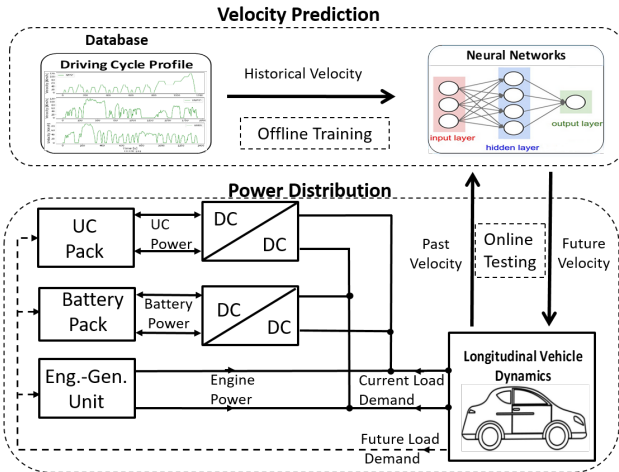 Velocity Prediction
Database
Driving Cycle Profile
Historical Velocity
Offline Training
Neural Networks
input layer
hidden layer
output layer
Power Distribution
UC
Pack
UC
Power
DC
DC
Past
Velocity
Online
Testing
Future
Velocity
Battery
Pack
Battery
Power
DC
DC
Eng.-Gen.
Unit
Engine
Power
Current Load
Demand
Longitudinal Vehicle
Dynamics
Future Load
Demand